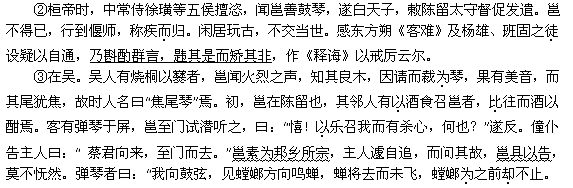 ②桓帝时，中常侍徐璜等五侯擅恣，闻邕善鼓琴，遂白天子，敕陈留太守督促发遣。邕
不得已，行到偃师，称疾而归。闲居玩古，不交当世。感东方朔《客难》及杨雄、班固之徒
设疑以自通，乃斟酌群言，韪其是而矫其非，作《释诲》以戒厉云尔。
③在吴。吴人有烧桐以爨者，邕闻火烈之声，知其良木，因请而裁为琴，果有美音，而
其尾犹焦，故时人名曰“焦尾琴”焉。初，邕在陈留也，其邻人有以酒食召邕者，比往而酒以
酣焉。客有弹琴于屏，邕至门试潜听之，曰：“憘！以乐召我而有杀心，何也？”遂反。僮仆
告主人曰：“蔡君向来，至门而去。”邕素为邦乡所宗，主人遽自追，而问其故，邕具以告，
莫不怃然。弹琴者曰：“我向鼓弦，见螳螂方向鸣蝉，蝉将去而未飞，螳螂为之前却不止。